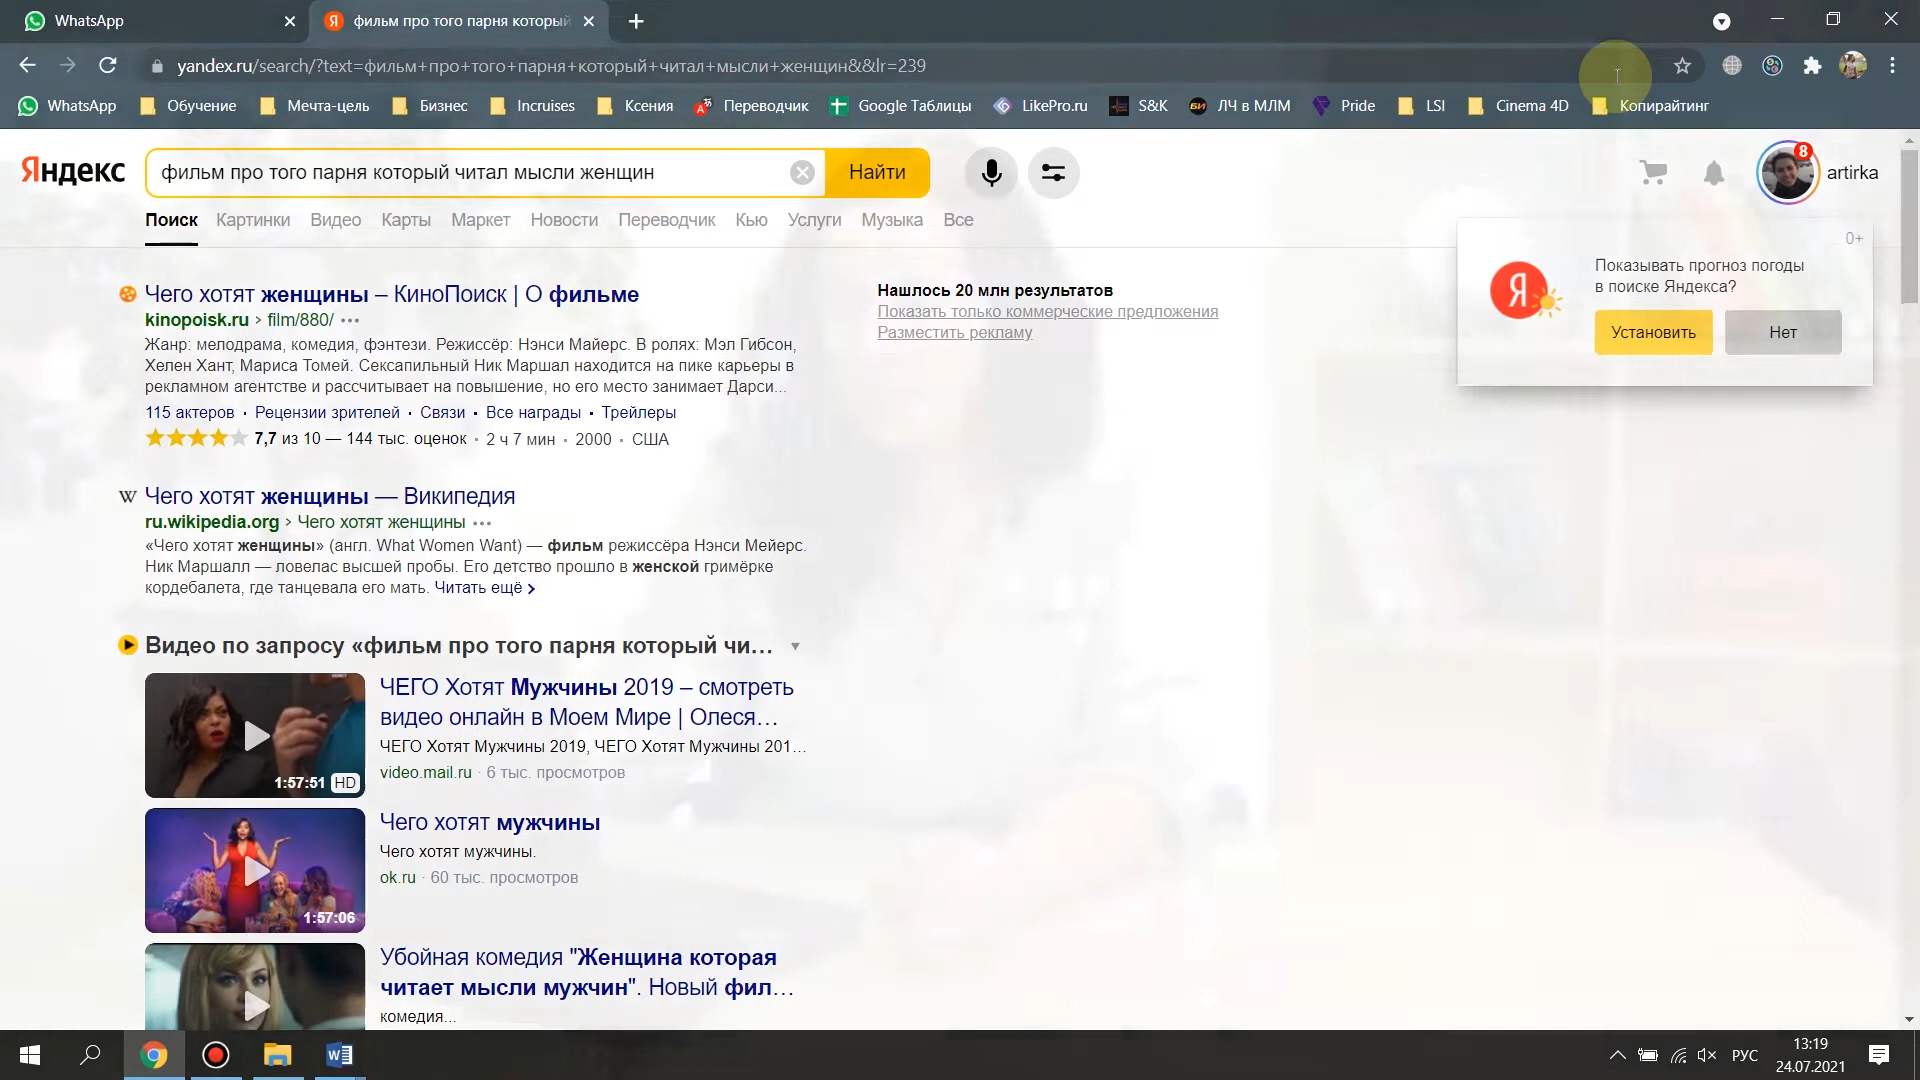 WhatsApp
фильм про того парня который
yandex.ru/search/?text=фильм+про+того+парня+который+читал+мысли+женщин&&lr=239
WhatsApp Обучение Мечта-цель Бизнес Incruises Ксения Переводчик Google Таблицы LikePro.ru S&K ЛЧ в МЛМ Pride LSI Cinema 4D Копирайтинг
Яндекс
фильм про того парня который читал мысли женщин
Найти
8
artirka
Поиск Картинки Видео Карты Маркет Новости Переводчик Кью Услуги Музыка Все
0+
Показывать прогноз погоды
в поиске Яндекса?
Установить Нет
Чего хотят женщины – КиноПоиск | О фильме
kinopoisk.ru › film/880/
Жанр: мелодрама, комедия, фэнтези. Режиссёр: Нэнси Майерс. В ролях: Мэл Гибсон,
Хелен Хант, Мариса Томей. Сексапильный Ник Маршал находится на пике карьеры в
рекламном агентстве и рассчитывает на повышение, но его место занимает Дарси...
115 актеров · Рецензии зрителей · Связи · Все награды · Трейлеры
7,7 из 10 — 144 тыс. оценок · 2 ч 7 мин · 2000 · США
Нашлось 20 млн результатов
Показать только коммерческие предложения
Разместить рекламу
W Чего хотят женщины — Википедия
ru.wikipedia.org › Чего хотят женщины
«Чего хотят женщины» (англ. What Women Want) — фильм режиссёра Нэнси Мейерс.
Ник Маршалл — ловелас высшей пробы. Его детство прошло в женской гримёрке
кордебалета, где танцевала его мать. Читать ещё ›
Видео по запросу «фильм про того парня который чи...
ЧЕГО Хотят Мужчины 2019 – смотреть
видео онлайн в Моем Мире | Олеся...
ЧЕГО Хотят Мужчины 2019, ЧЕГО Хотят Мужчины 201...
video.mail.ru · 6 тыс. просмотров
1:57:51 HD
Чего хотят мужчины
Чего хотят мужчины.
ok.ru · 60 тыс. просмотров
1:57:06
Убойная комедия "Женщина которая
читает мысли мужчин". Новый фил...
комедия...
РУС
13:19
24.07.2021